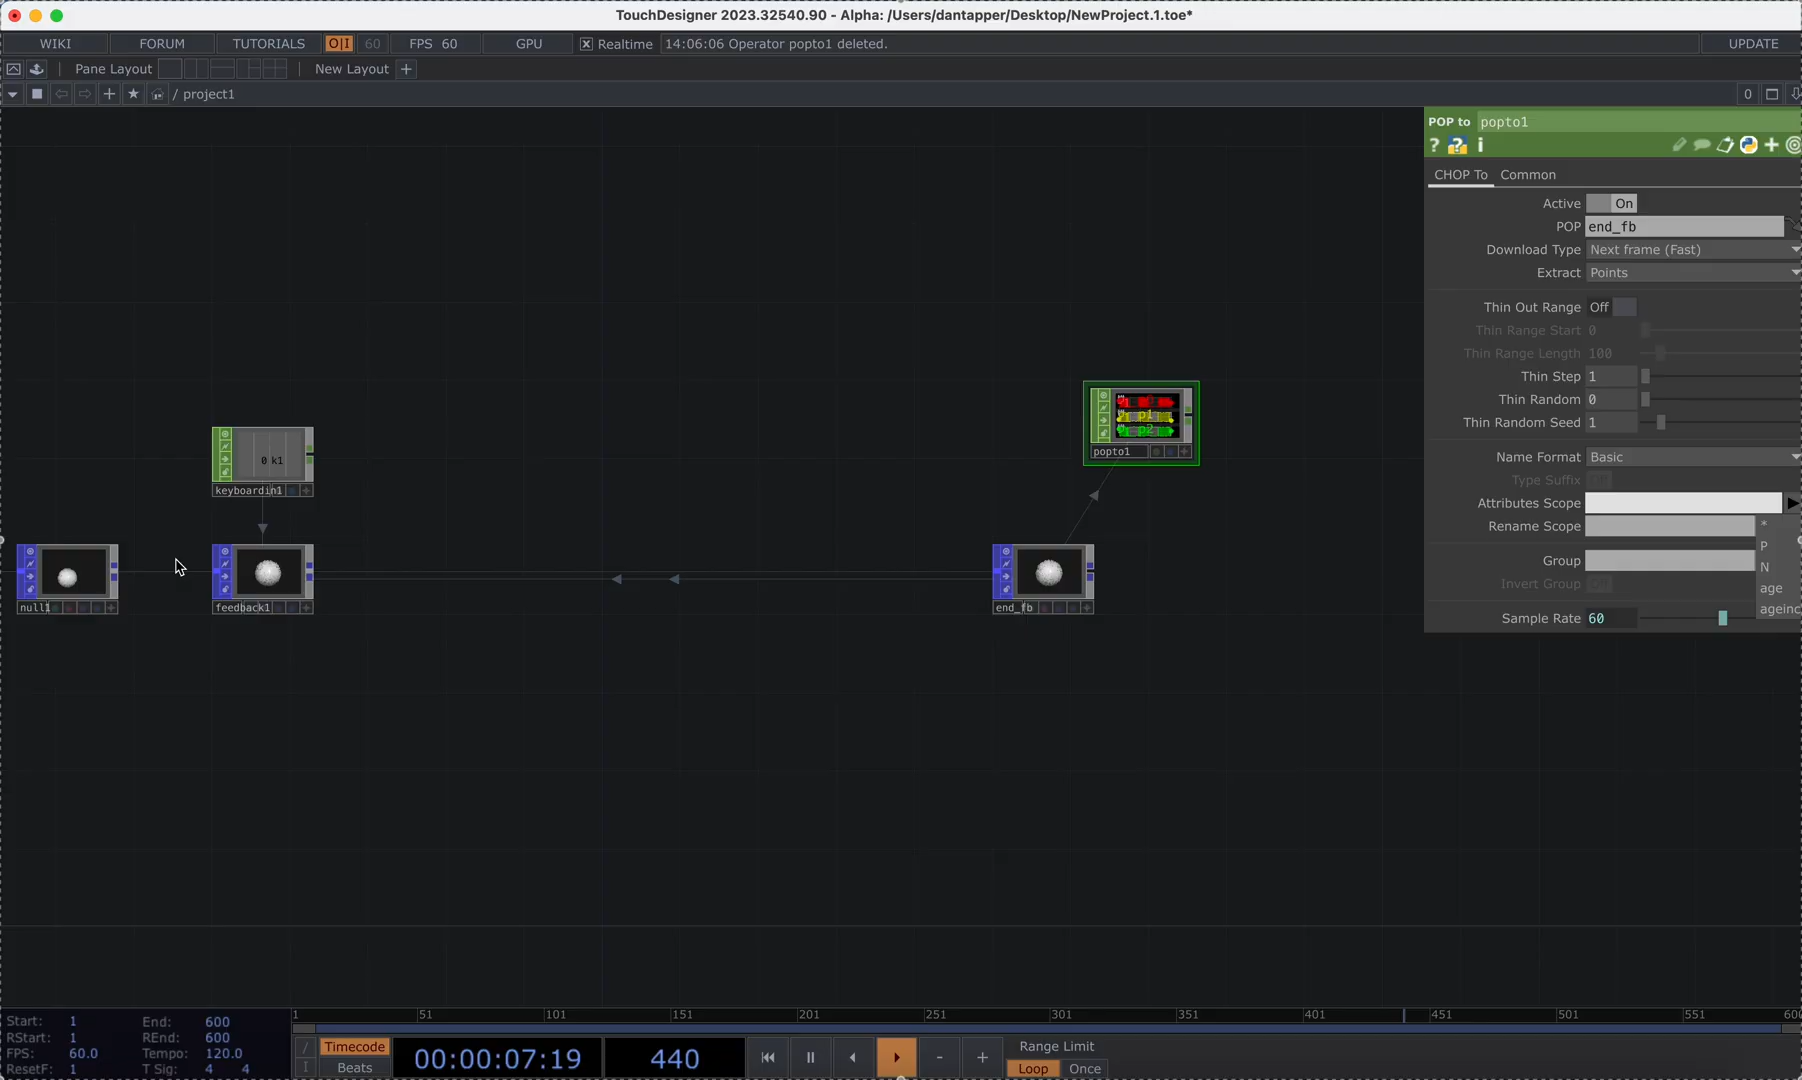 TouchDesigner 2023.32540.90 - Alpha: /Users/dantapper/Desktop/NewProject.1.toe*
WIKI FORUM TUTORIALS O|I 60 FPS 60 GPU X Realtime 14:06:06 Operator popto1 deleted. UPDATE
Pane Layout New Layout +
/ project1 0
POP to popto1
? ? i
CHOP To Common
Active On
POP end_fb
Download Type Next frame (Fast)
Extract Points
Thin Out Range Off
Thin Range Start 0
Thin Range Length 100
Thin Step 1
Thin Random 0
Thin Random Seed 1
Name Format Basic
Type Suffix
Attributes Scope
Rename Scope
*
P
Group
N
Invert Group
age
ageinc
Sample Rate 60
p1
p2
popto1
0 k1
keyboardin1
null1
feedback1
end_fb
Start: 1 End: 600
RStart: 1 REnd: 600
FPS: 60.0 Tempo: 120.0
ResetF: 1 T Sig: 4 4
1 51 101 151 201 251 301 351 401 451 501 551 600
Timecode
Beats
00:00:07:19
440
- +
Range Limit
Loop Once